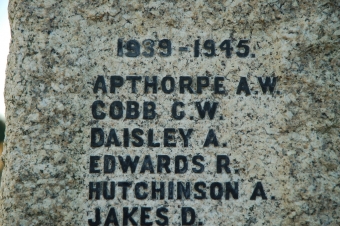 1939-1945.
APTHORPE A.W.
COBB C.W.
DAISLEY A.
EDWARDS R.
HUTCHINSON A.
JAKES D.